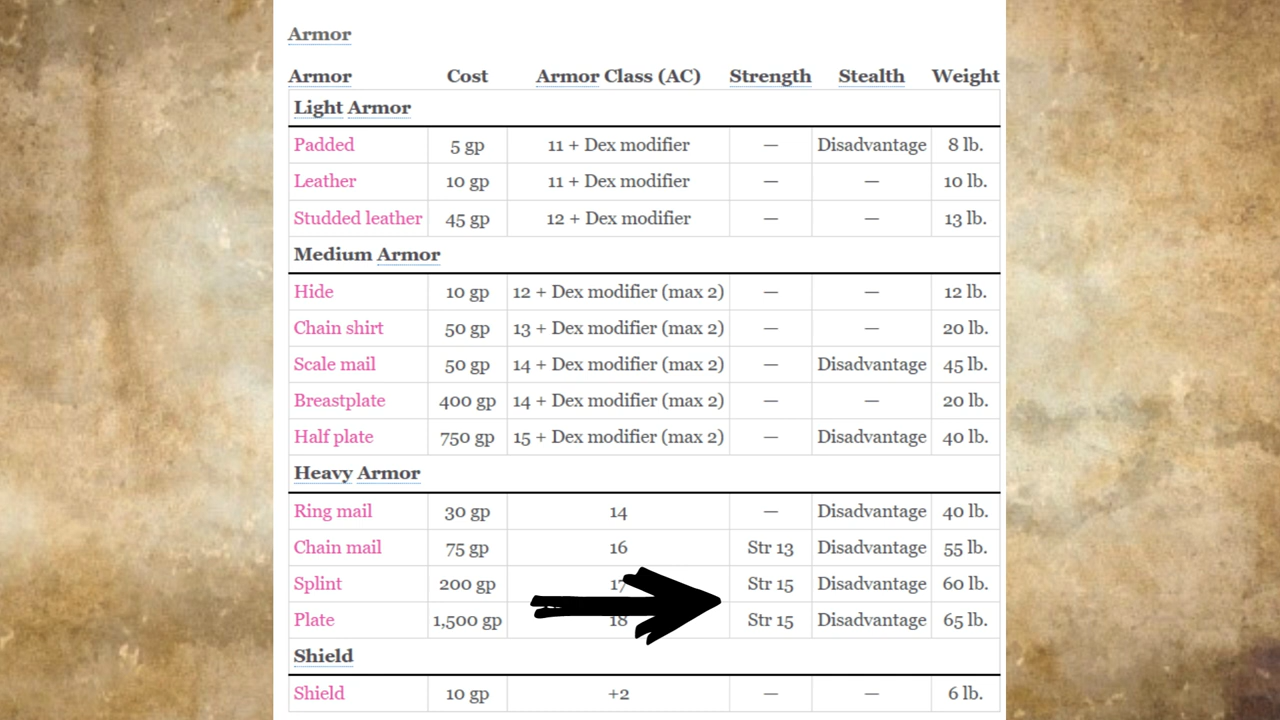 Armor
Armor Cost Armor Class (AC) Strength Stealth Weight
Light Armor
Padded 5 gp 11 + Dex modifier — Disadvantage 8 lb.
Leather 10 gp 11 + Dex modifier — — 10 lb.
Studded leather 45 gp 12 + Dex modifier — — 13 lb.
Medium Armor
Hide 10 gp 12 + Dex modifier (max 2) — — 12 lb.
Chain shirt 50 gp 13 + Dex modifier (max 2) — — 20 lb.
Scale mail 50 gp 14 + Dex modifier (max 2) — Disadvantage 45 lb.
Breastplate 400 gp 14 + Dex modifier (max 2) — — 20 lb.
Half plate 750 gp 15 + Dex modifier (max 2) — Disadvantage 40 lb.
Heavy Armor
Ring mail 30 gp 14 — Disadvantage 40 lb.
Chain mail 75 gp 16 Str 13 Disadvantage 55 lb.
Splint 200 gp 17 Str 15 Disadvantage 60 lb.
Plate 1,500 gp 18 Str 15 Disadvantage 65 lb.
Shield
Shield 10 gp +2 — — 6 lb.